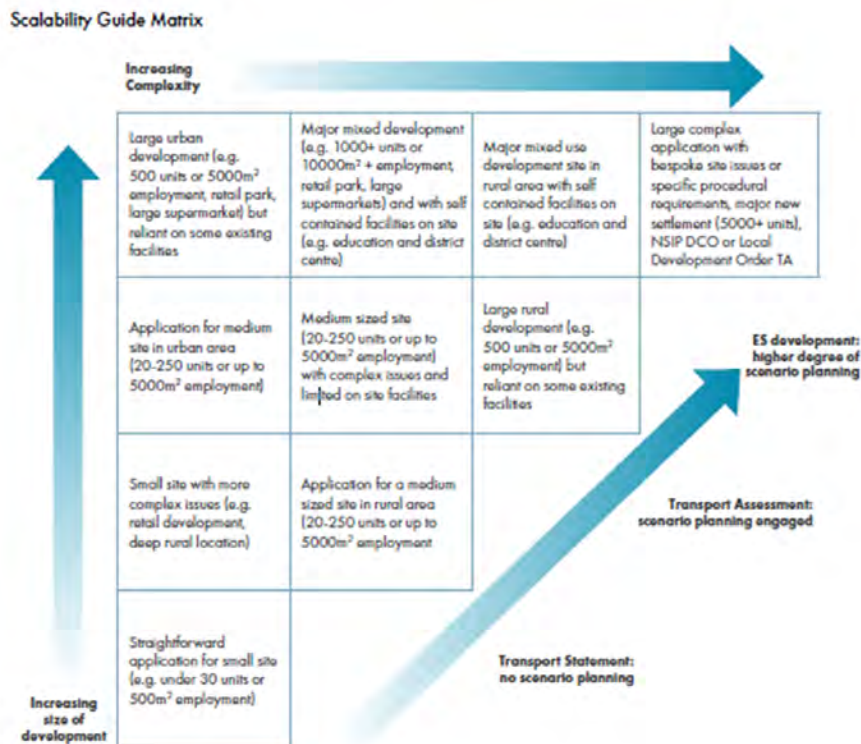 Scalability Guide Matrix
Increasing
Complexity
Large urban
development (e.g.
500 units or 5000m²
employment, retail park,
large supermarket) but
reliant on some existing
facilities
Major mixed development
(e.g. 1000+ units or
10000m² + employment,
retail park, large
supermarkets) and with self
contained facilities on site
(e.g. education and district
centre)
Major mixed use
development site in
rural area with self
contained facilities on
site (e.g. education and
district centre)
Large complex
application with
bespoke site issues or
specific procedural
requirements, major new
settlement (5000+ units),
NSIP DCO or Local
Development Order TA
Application for medium
site in urban area
(20-250 units or up to
5000m² employment)
Medium sized site
(20-250 units or up to
5000m² employment)
with complex issues and
limited on site facilities
Large rural
development (e.g.
500 units or 5000m²
employment) but
reliant on some existing
facilities
ES development:
higher degree of
scenario planning
Small site with more
complex issues (e.g.
retail development,
deep rural location)
Application for a medium
sized site in rural area
(20-250 units or up to
5000m² employment
Transport Assessment:
scenario planning engaged
Straightforward
application for small site
(e.g. under 30 units or
500m² employment)
Transport Statement:
no scenario planning
Increasing
size of
development